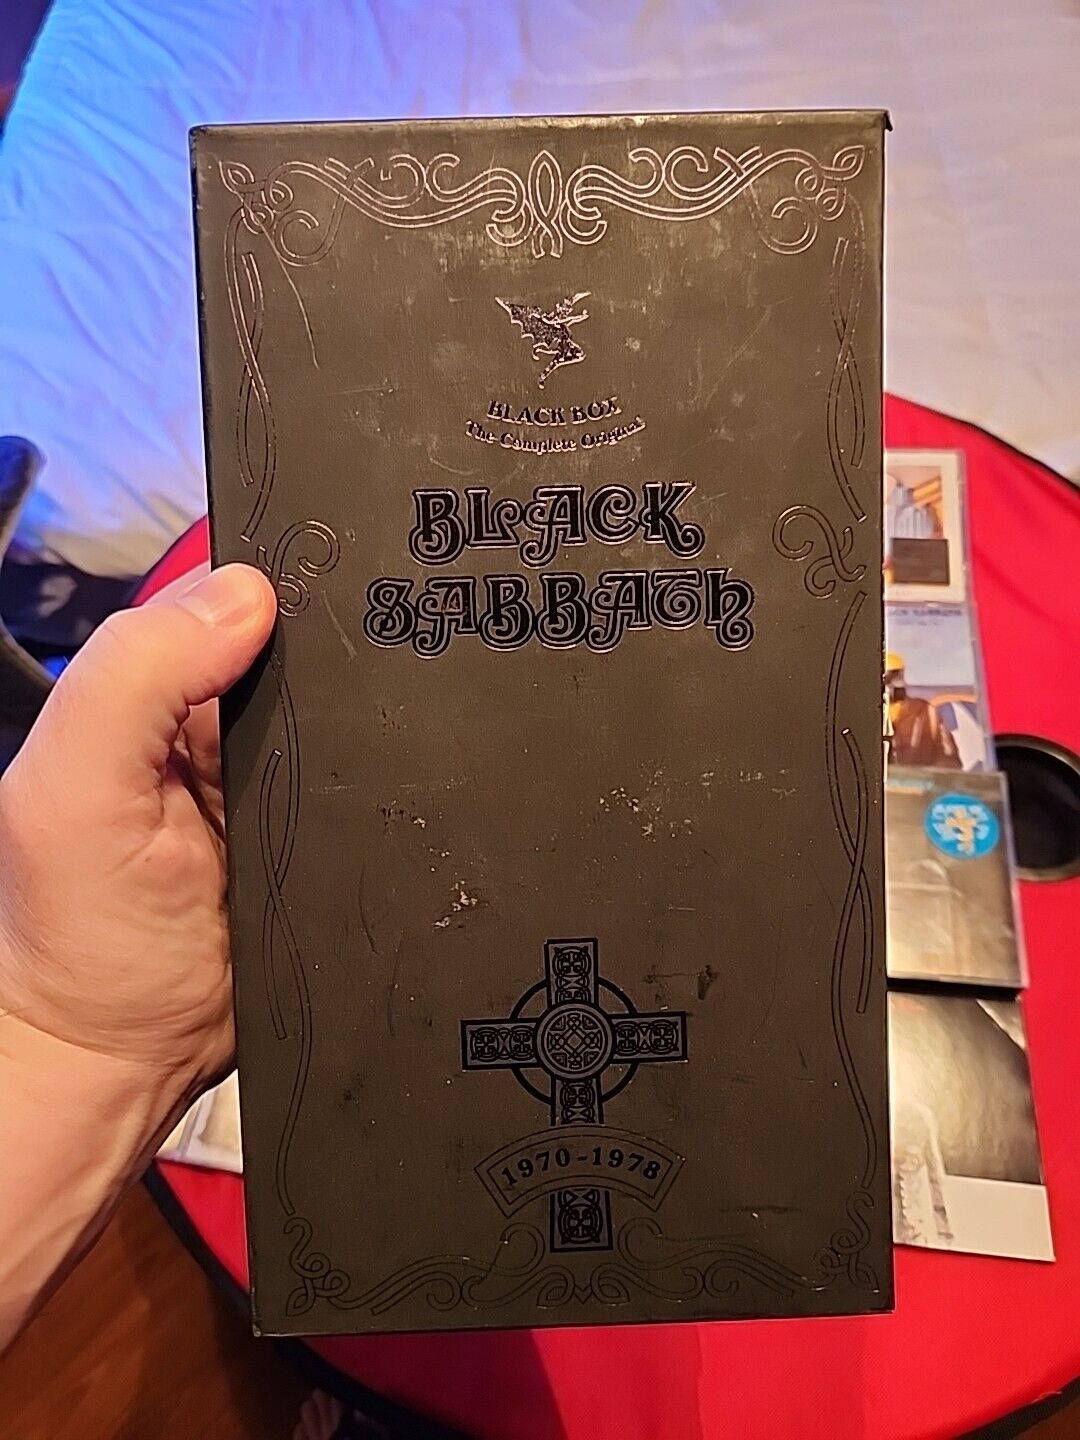 BLACK BOX
The Complete Original
BLACK
SABBATH
1970-1978